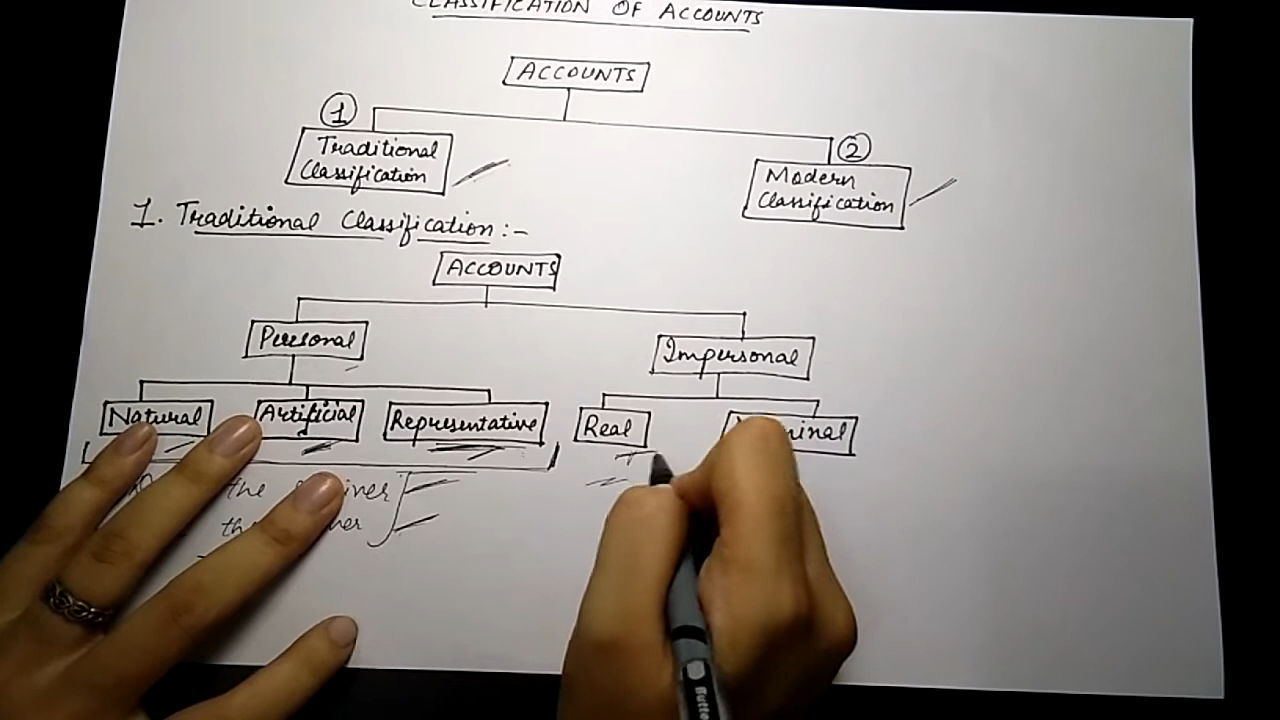 CLASSIFICATION OF ACCOUNTS
ACCOUNTS
1
2
Traditional
Classification
Modern
Classification
1. Traditional Classification :-
ACCOUNTS
Personal
Impersonal
Natural
Artificial
Representative
Real
the